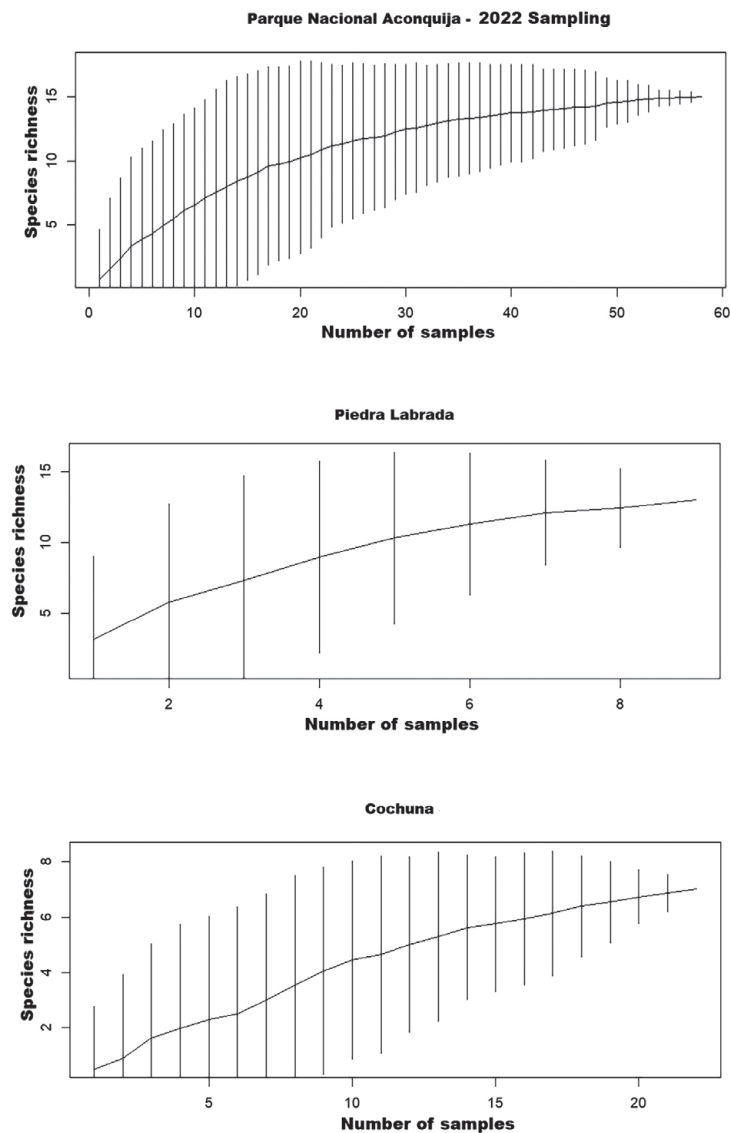 Parque Nacional Aconquija - 2022 Sampling
Species richness
15
10
5
0
10
20
30
40
50
60
Number of samples
Piedra Labrada
Species richness
15
10
5
2
4
6
8
Number of samples
Cochuna
Species richness
8
6
4
2
5
10
15
20
Number of samples